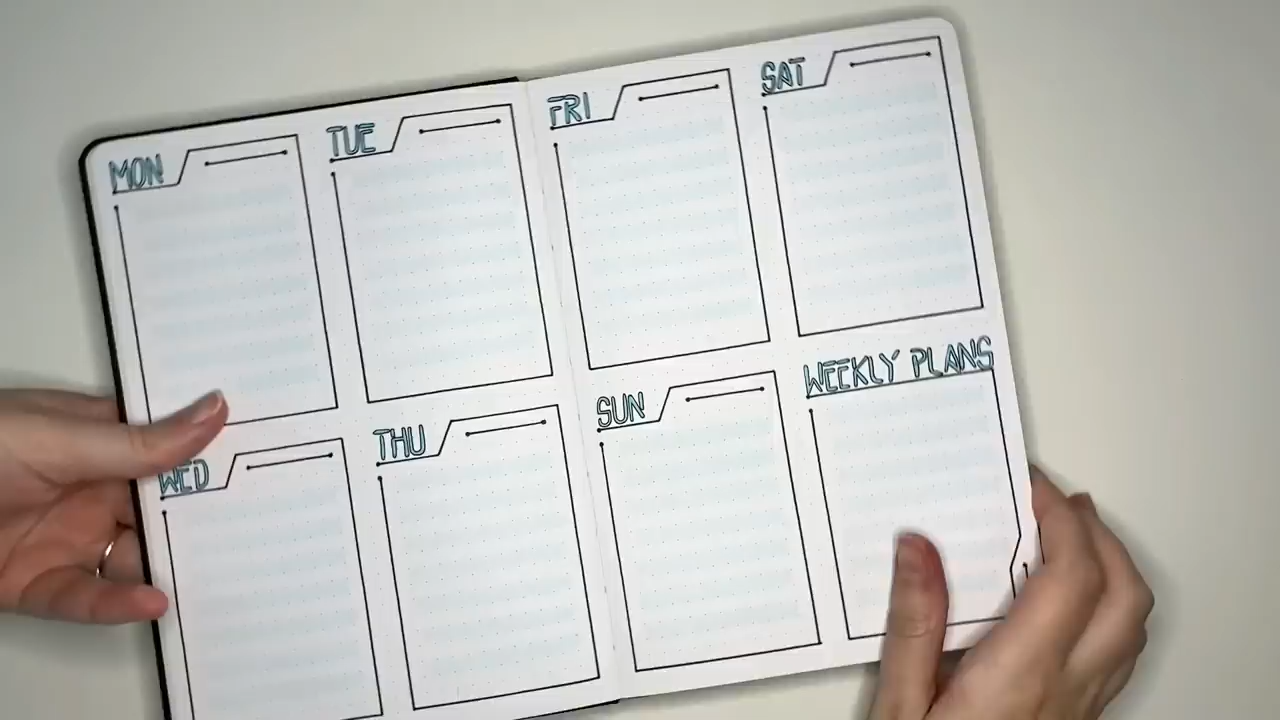 MON
TUE
WED
THU
FRI
SAT
SUN
WEEKLY PLANS